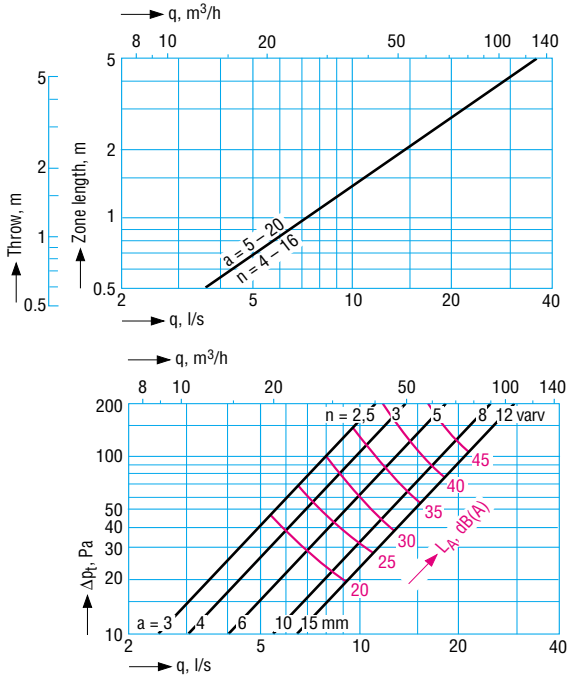 q, m³/h
8 10 20 50 100 140
5 5
2 2
1 1
0.5 0.5
Throw, m
Zone length, m
a = 5 – 20
n = 4 – 16
2 5 10 20 40
q, l/s
q, m³/h
8 10 20 50 100 140
200
100
50
40
30
20
10
Δpt, Pa
n = 2,5 3 5 8 12 varv
45
40
35
30
25
20
LA, dB(A)
a = 3 4 6 10 15 mm
2 5 10 20 40
q, l/s